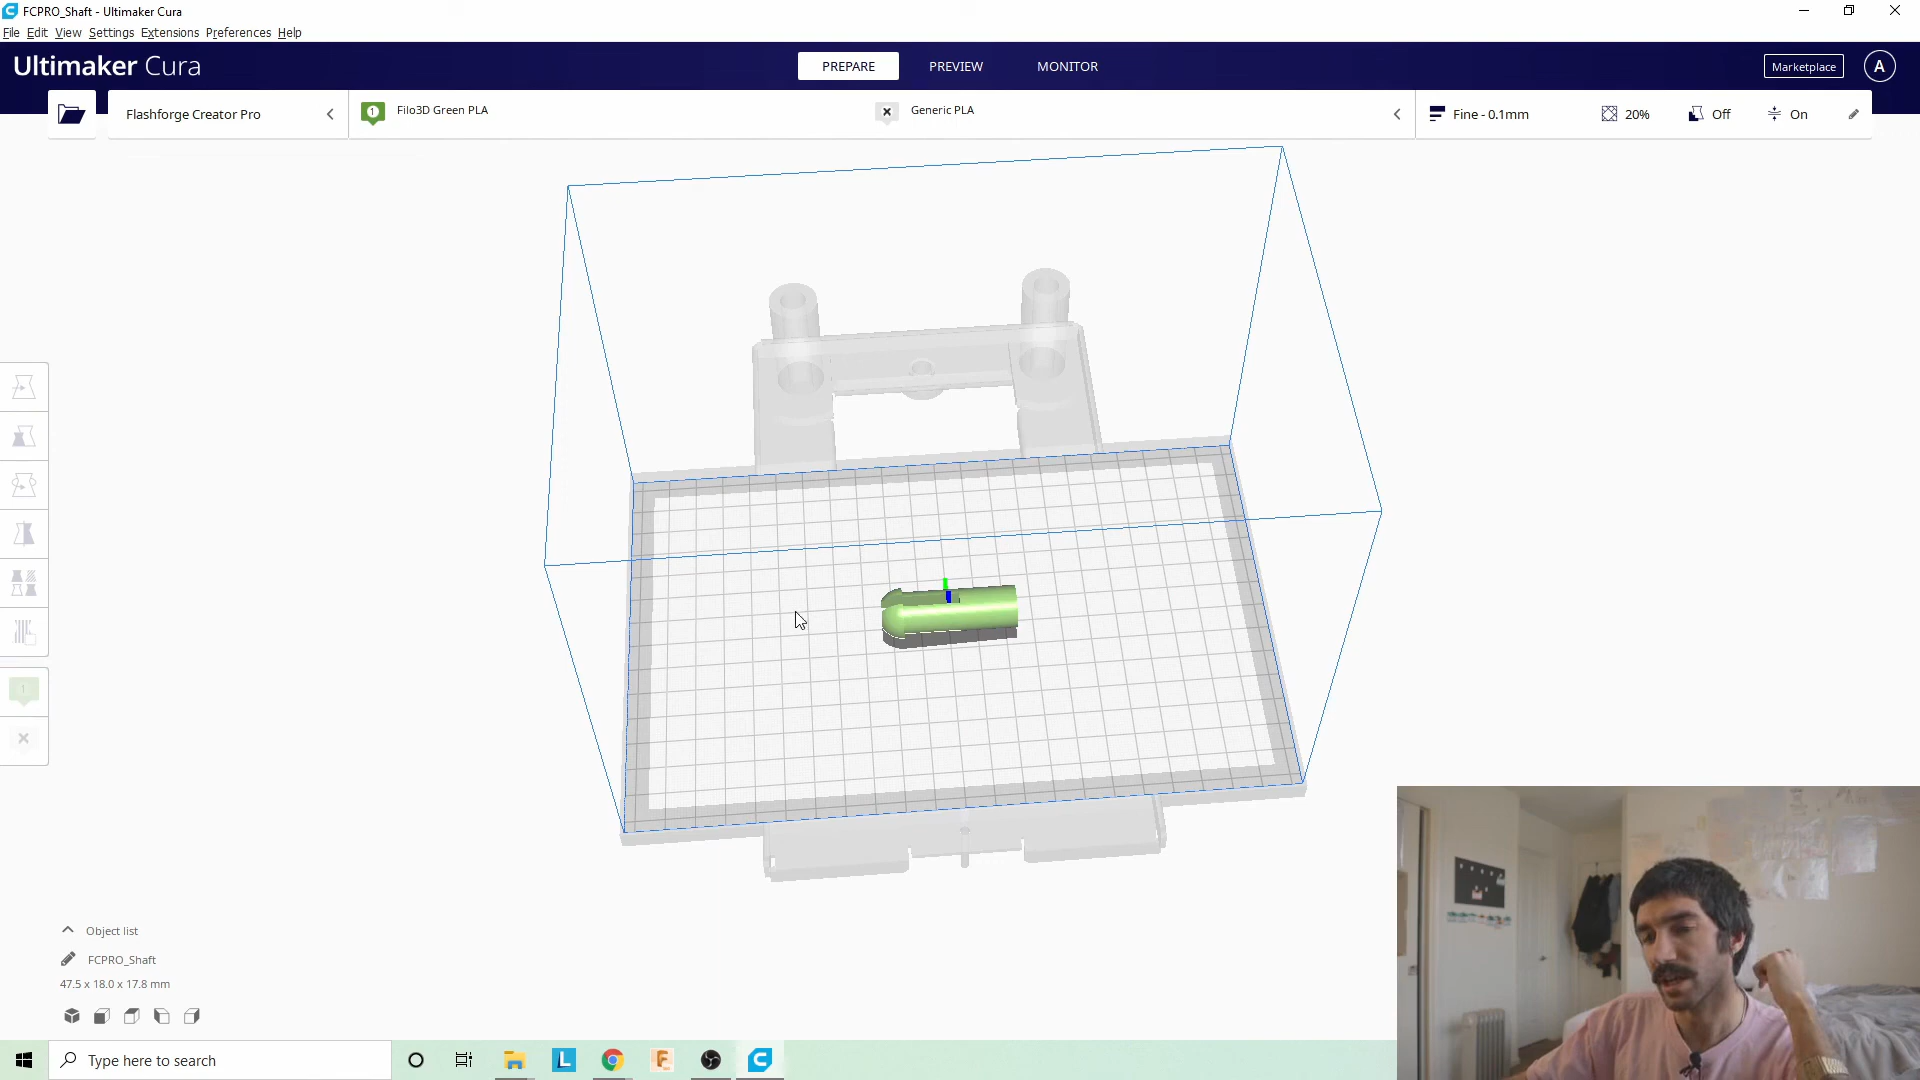 FCPRO_Shaft - Ultimaker Cura
File Edit View Settings Extensions Preferences Help
Ultimaker Cura
PREPARE
PREVIEW
MONITOR
Marketplace
A
Flashforge Creator Pro
1
Filo3D Green PLA
Generic PLA
Fine - 0.1mm
20%
Off
On
1
Object list
FCPRO_Shaft
47.5 x 18.0 x 17.8 mm
Type here to search
L
F
C